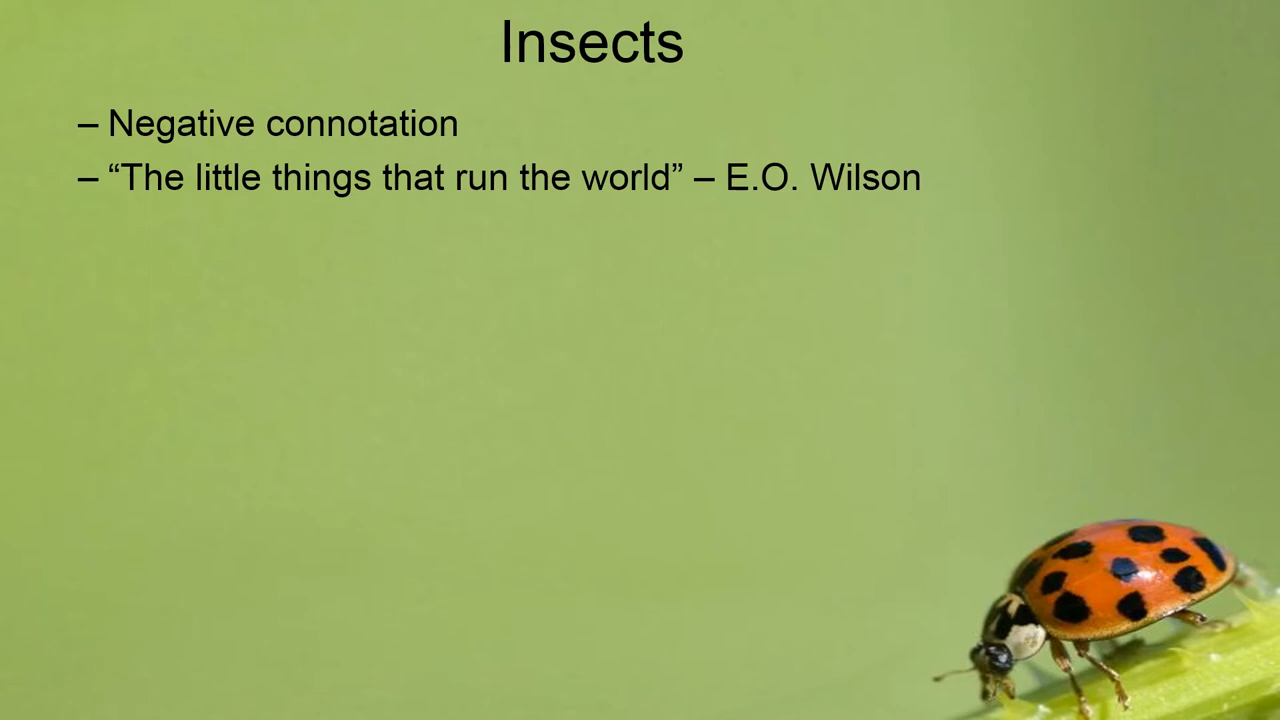 Insects
– Negative connotation
– “The little things that run the world” – E.O. Wilson